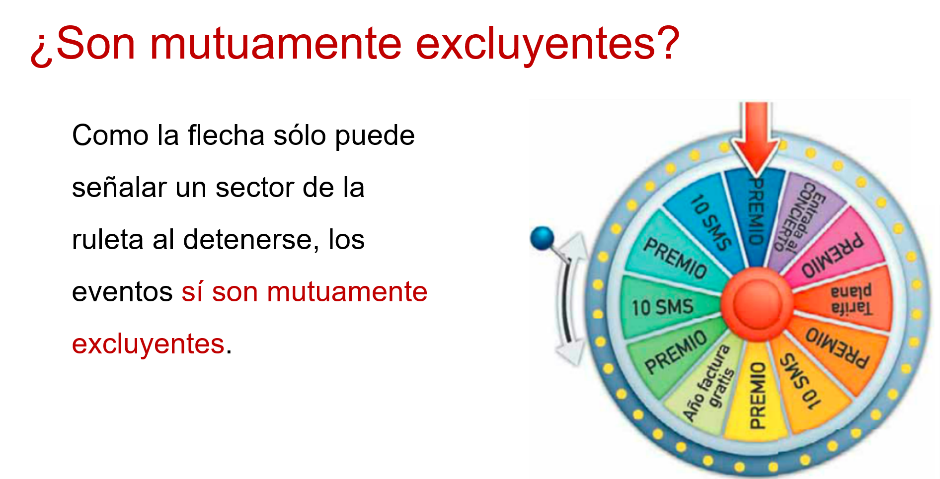 ¿Son mutuamente excluyentes?
Como la flecha sólo puede
señalar un sector de la
ruleta al detenerse, los
eventos sí son mutuamente
excluyentes.
PREMIO
Entrada al
CONCIERTO
PREMIO
Tarifa
plana
PREMIO
10 SMS
PREMIO
Año factura
gratis
PREMIO
10 SMS
PREMIO
10 SMS